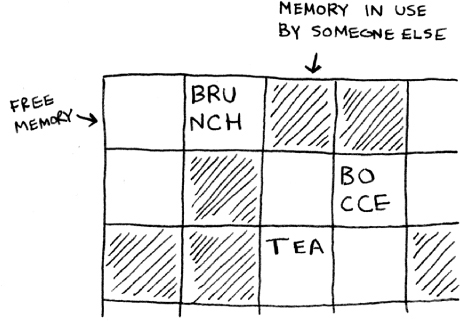 MEMORY IN USE
BY SOMEONE ELSE
FREE
MEMORY
BRU
NCH
BO
CCE
TEA